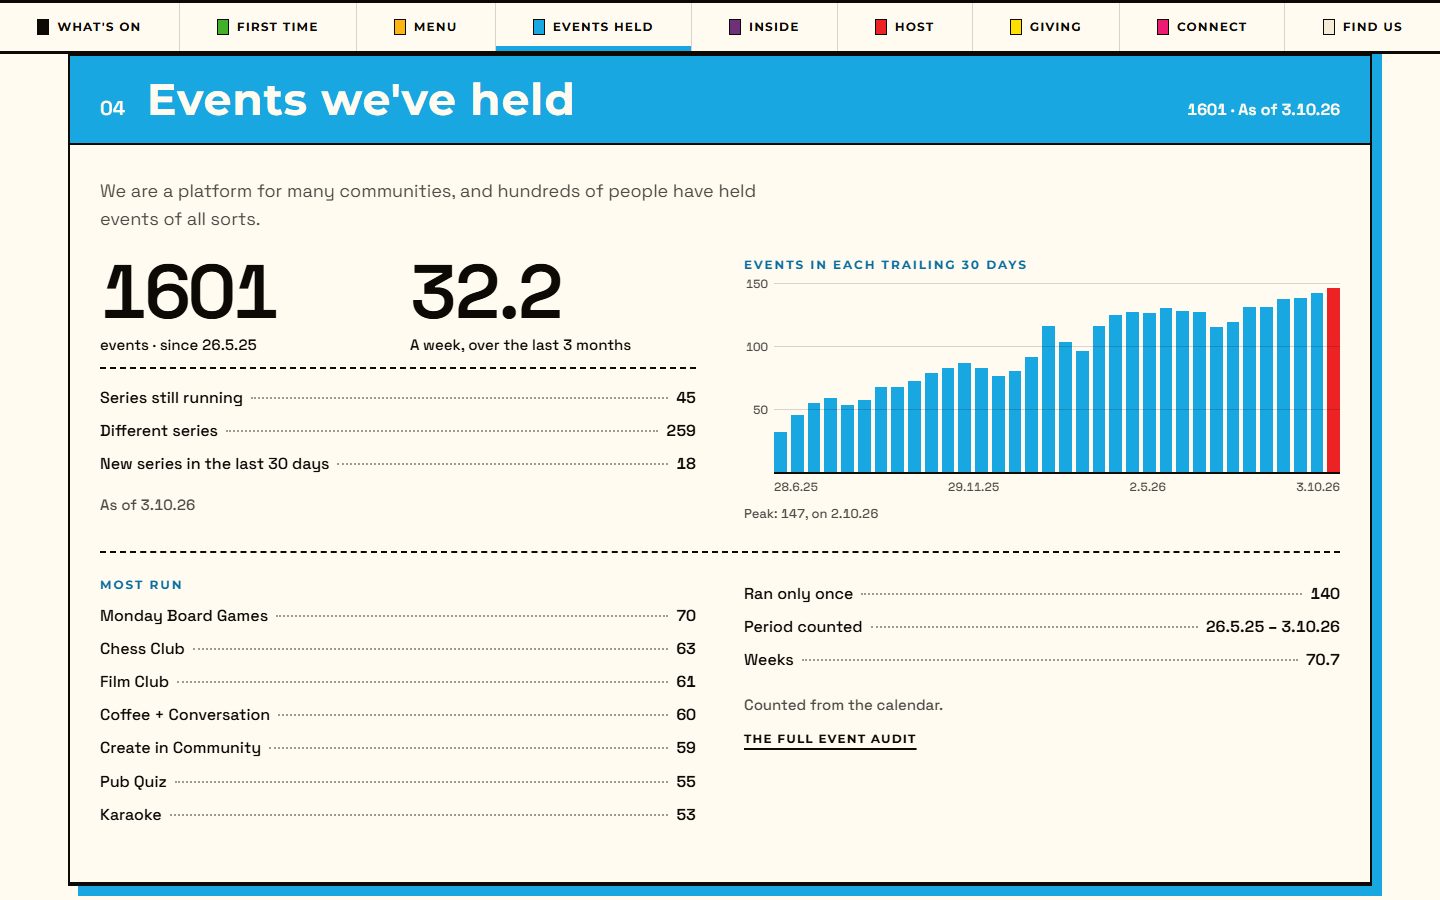 WHAT'S ON
FIRST TIME
MENU
EVENTS HELD
INSIDE
HOST
GIVING
CONNECT
FIND US
04 Events we've held
1601 · As of 3.10.26
We are a platform for many communities, and hundreds of people have held
events of all sorts.
1601
events · since 26.5.25
32.2
A week, over the last 3 months
Series still running 45
Different series 259
New series in the last 30 days 18
As of 3.10.26
EVENTS IN EACH TRAILING 30 DAYS
150
100
50
28.6.25 29.11.25 2.5.26 3.10.26
Peak: 147, on 2.10.26
MOST RUN
Monday Board Games 70
Chess Club 63
Film Club 61
Coffee + Conversation 60
Create in Community 59
Pub Quiz 55
Karaoke 53
Ran only once 140
Period counted 26.5.25 – 3.10.26
Weeks 70.7
Counted from the calendar.
THE FULL EVENT AUDIT